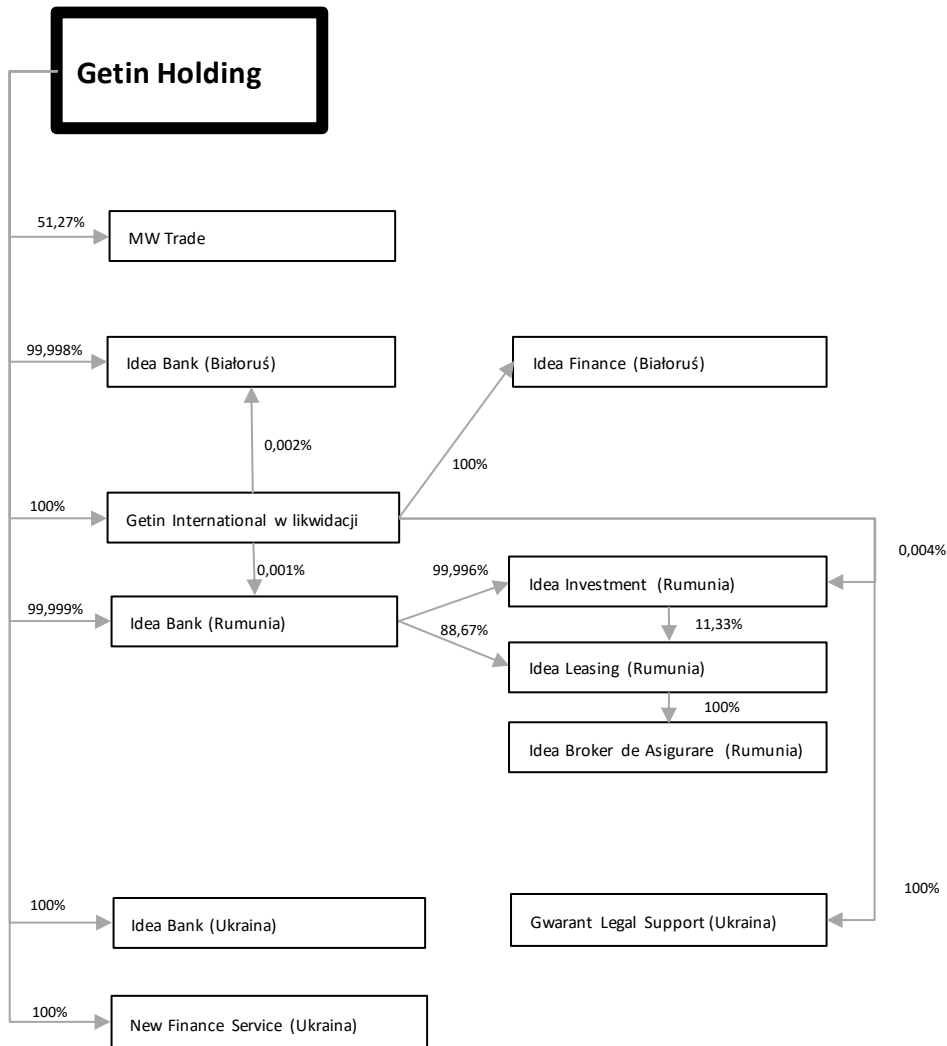 Getin Holding
51,27%
MW Trade
99,998%
Idea Bank (Białoruś)
Idea Finance (Białoruś)
0,002%
100%
100%
Getin International w likwidacji
0,004%
0,001%
99,996%
Idea Investment (Rumunia)
99,999%
Idea Bank (Rumunia)
11,33%
88,67%
Idea Leasing (Rumunia)
100%
Idea Broker de Asigurare (Rumunia)
100%
100%
Idea Bank (Ukraina)
Gwarant Legal Support (Ukraina)
100%
New Finance Service (Ukraina)